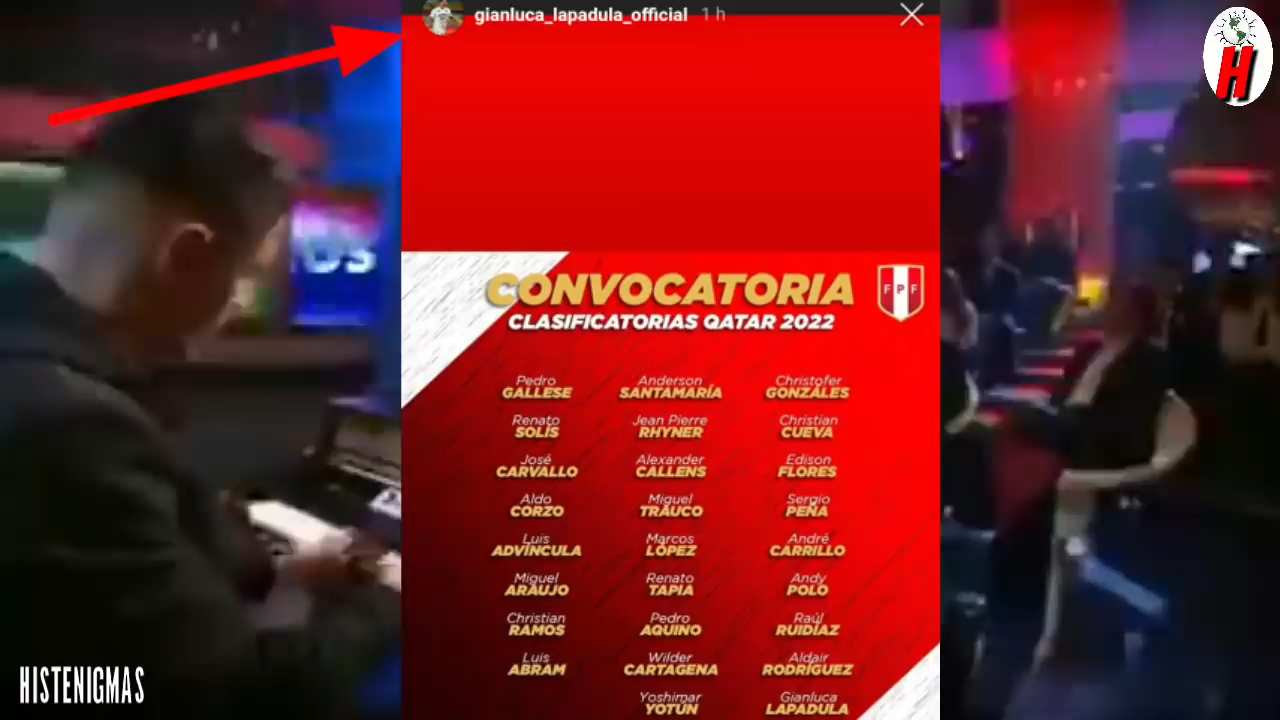 gianluca_lapadula_official 1 h
H
OS
CONVOCATORIA
FPF
CLASIFICATORIAS QATAR 2022
Pedro
GALLESE
Anderson
SANTAMARÍA
Christofer
GONZÁLES
Renato
SOLÍS
Jean Pierre
RHYNER
Christian
CUEVA
José
CARVALLO
Alexander
CALLENS
Edison
FLORES
Aldo
CORZO
Miguel
TRAUCO
Sergio
PEÑA
Luis
ADVÍNCULA
Marcos
LÓPEZ
André
CARRILLO
Miguel
ARAUJO
Renato
TAPIA
Andy
POLO
Christian
RAMOS
Pedro
AQUINO
Raúl
RUIDÍAZ
Luis
ABRAM
Wilder
CARTAGENA
Aldair
RODRÍGUEZ
Yoshimar
YOTÚN
Gianluca
LAPADULA
HISTENIGMAS